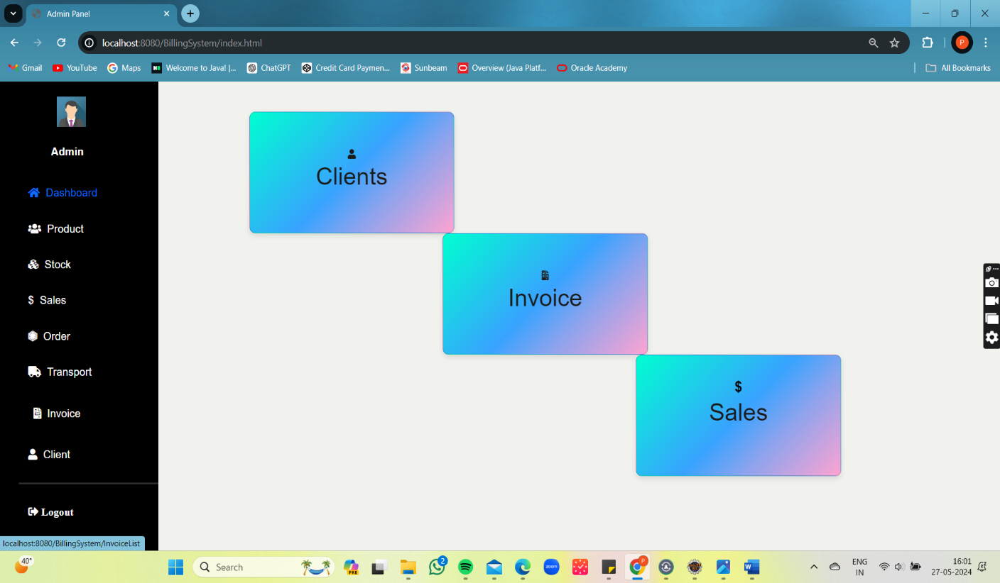 Admin Panel
localhost:8080/BillingSystem/index.html
P
Gmail YouTube Maps Welcome to Java! |... ChatGPT Credit Card Paymen... Sunbeam Overview (Java Platf... Oracle Academy All Bookmarks
Admin
Dashboard
Product
Stock
$ Sales
Order
Transport
Invoice
Client
Logout
Clients
Invoice
$
Sales
localhost:8080/BillingSystem/InvoiceList
40°
Search
PRE
2
zoom
P
ENG
IN
16:01
27-05-2024